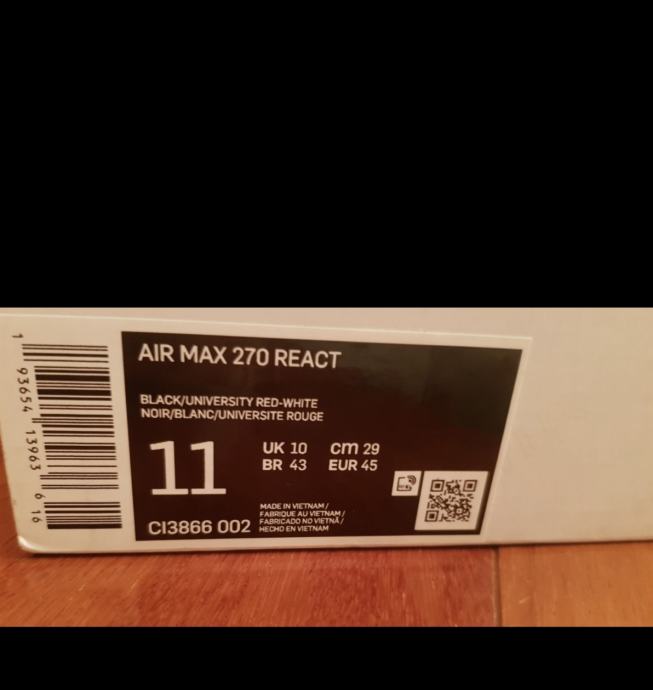 AIR MAX 270 REACT
BLACK/UNIVERSITY RED-WHITE
NOIR/BLANC/UNIVERSITE ROUGE
11
UK 10 cm 29
BR 43 EUR 45
CI3866 002
MADE IN VIETNAM /
FABRIQUE AU VIETNAM /
FABRICADO NO VIETNÃ /
HECHO EN VIETNAM
1 93654 13963 6 16